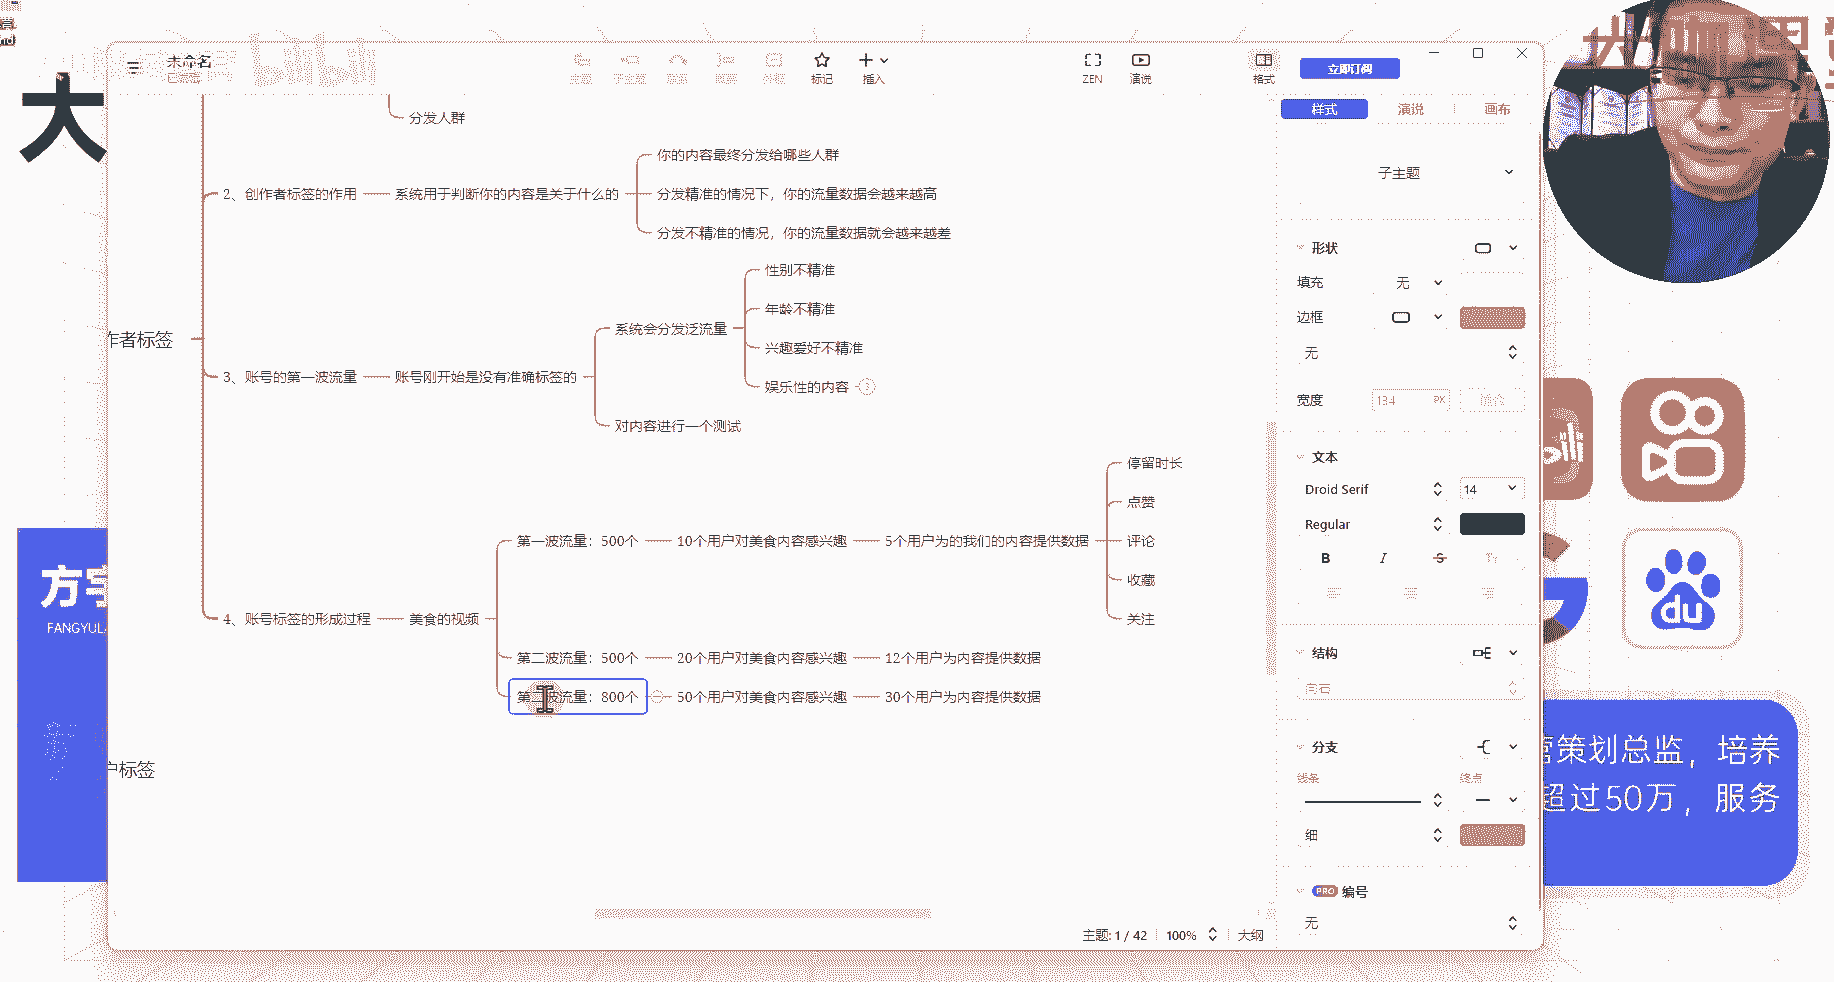 未命名
标记
插入
ZEN
演说
格式
立即订阅
样式
演说
画布
大
分发人群
你的内容最终分发给哪些人群
2、创作者标签的作用
系统用于判断你的内容是关于什么的
分发精准的情况下，你的流量数据会越来越高
分发不精准的情况，你的流量数据就会越来越差
性别不精准
年龄不精准
系统会分发泛流量
兴趣爱好不精准
作者标签
3、账号的第一波流量
账号刚开始是没有准确标签的
娱乐性的内容
对内容进行一个测试
停留时长
点赞
第一波流量：500个
10个用户对美食内容感兴趣
5个用户为的我们的内容提供数据
评论
收藏
4、账号标签的形成过程
美食的视频
关注
第二波流量：500个
20个用户对美食内容感兴趣
12个用户为内容提供数据
第三波流量：800个
50个用户对美食内容感兴趣
30个用户为内容提供数据
户标签
主题: 1 / 42
100%
大纲
子主题
形状
填充
无
边框
无
宽度
134
PX
文本
Droid Serif
14
Regular
B
I
S
结构
向右
分支
线条
终点
细
PRO 编号
无
方宇
FANGYU
du
营策划总监，培养
超过50万，服务